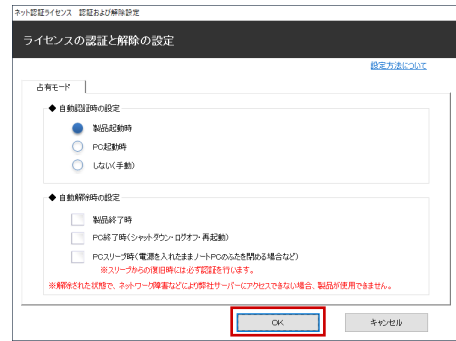 ネット認証ライセンス　認証および解除設定
ライセンスの認証と解除の設定
設定方法について
占有モード
◆ 自動認証時の設定
製品起動時
PC起動時
しない(手動)
◆ 自動解除時の設定
製品終了時
PC終了時(シャットダウン・ログオフ・再起動)
PCスリープ時(電源を入れたままノートPCのふたを閉める場合など)
※スリープからの復旧時には必ず認証を行います。
※解除された状態で、ネットワーク障害などにより弊社サーバーにアクセスできない場合、製品が使用できません。
OK
キャンセル